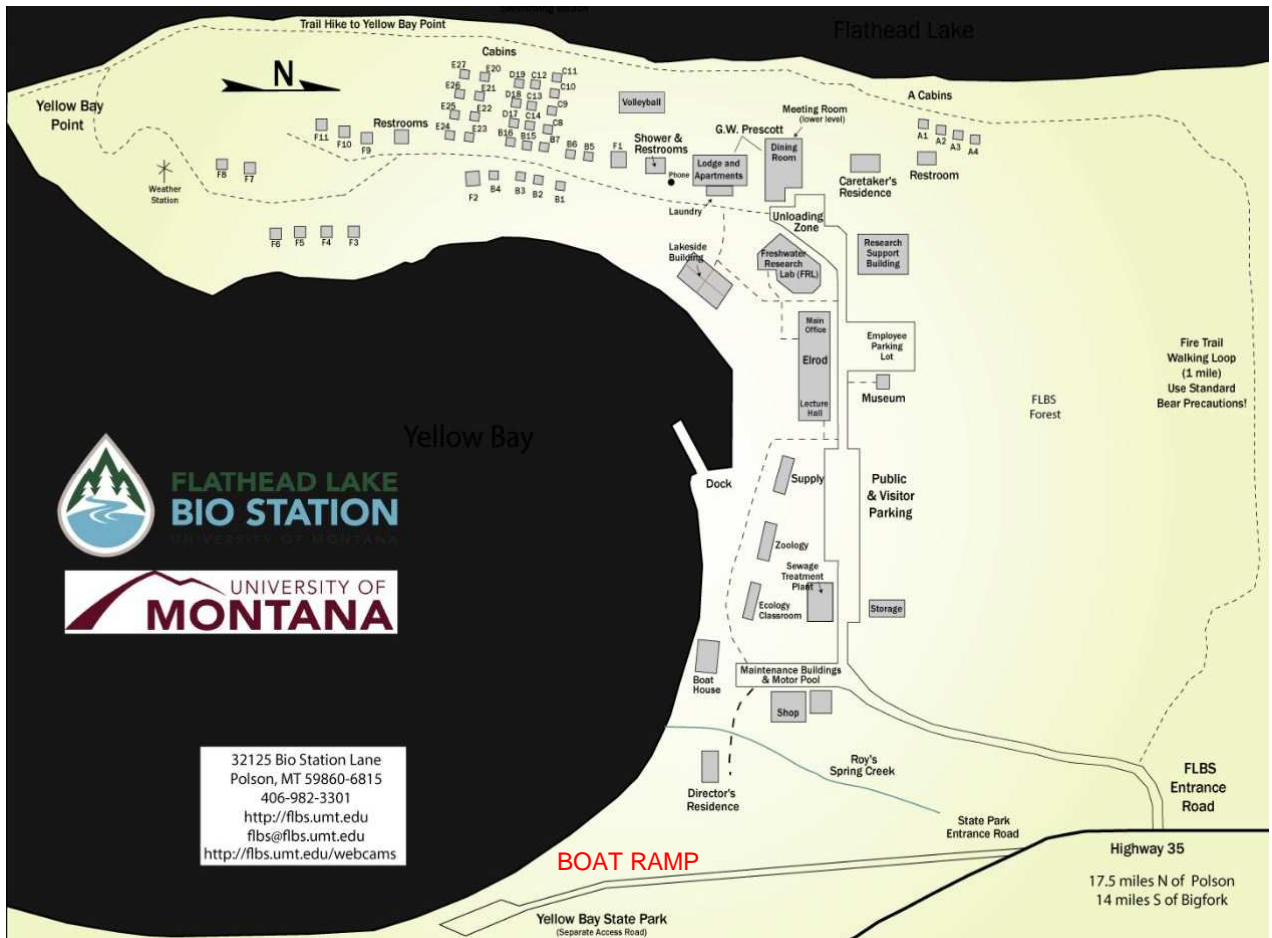 Trail Hike to Yellow Bay Point
Flathead Lake
N
Cabins
E27
E20
D19
C12
C11
E26
E21
D18
C13
C10
E25
E22
D17
C14
C9
E24
E23
B16
B15
B7
C8
B6
B5
F1
Volleyball
Yellow Bay
Point
F11
F10
F9
Restrooms
Shower &
Restrooms
Phone
G.W. Prescott
Meeting Room
(lower level)
Lodge and
Apartments
Dining
Room
A Cabins
A1
A2
A3
A4
Restroom
Caretaker's
Residence
F8
F7
Weather
Station
F2
B4
B3
B2
B1
Laundry
Unloading
Zone
F6
F5
F4
F3
Lakeside
Building
Freshwater
Research
Lab (FRL)
Research
Support
Building
Main
Office
Elrod
Lecture
Hall
Employee
Parking
Lot
Museum
Fire Trail
Walking Loop
(1 mile)
Use Standard
Bear Precautions!
FLBS
Forest
Yellow Bay
Dock
Supply
Public
& Visitor
Parking
FLATHEAD LAKE
BIO STATION
UNIVERSITY OF MONTANA
UNIVERSITY OF
MONTANA
Zoology
Sewage
Treatment
Plant
Ecology
Classroom
Storage
Boat
House
Maintenance Buildings
& Motor Pool
Shop
Roy's
Spring Creek
Director's
Residence
FLBS
Entrance
Road
State Park
Entrance Road
32125 Bio Station Lane
Polson, MT 59860-6815
406-982-3301
http://flbs.umt.edu
flbs@flbs.umt.edu
http://flbs.umt.edu/webcams
BOAT RAMP
Highway 35
17.5 miles N of Polson
14 miles S of Bigfork
Yellow Bay State Park
(Separate Access Road)